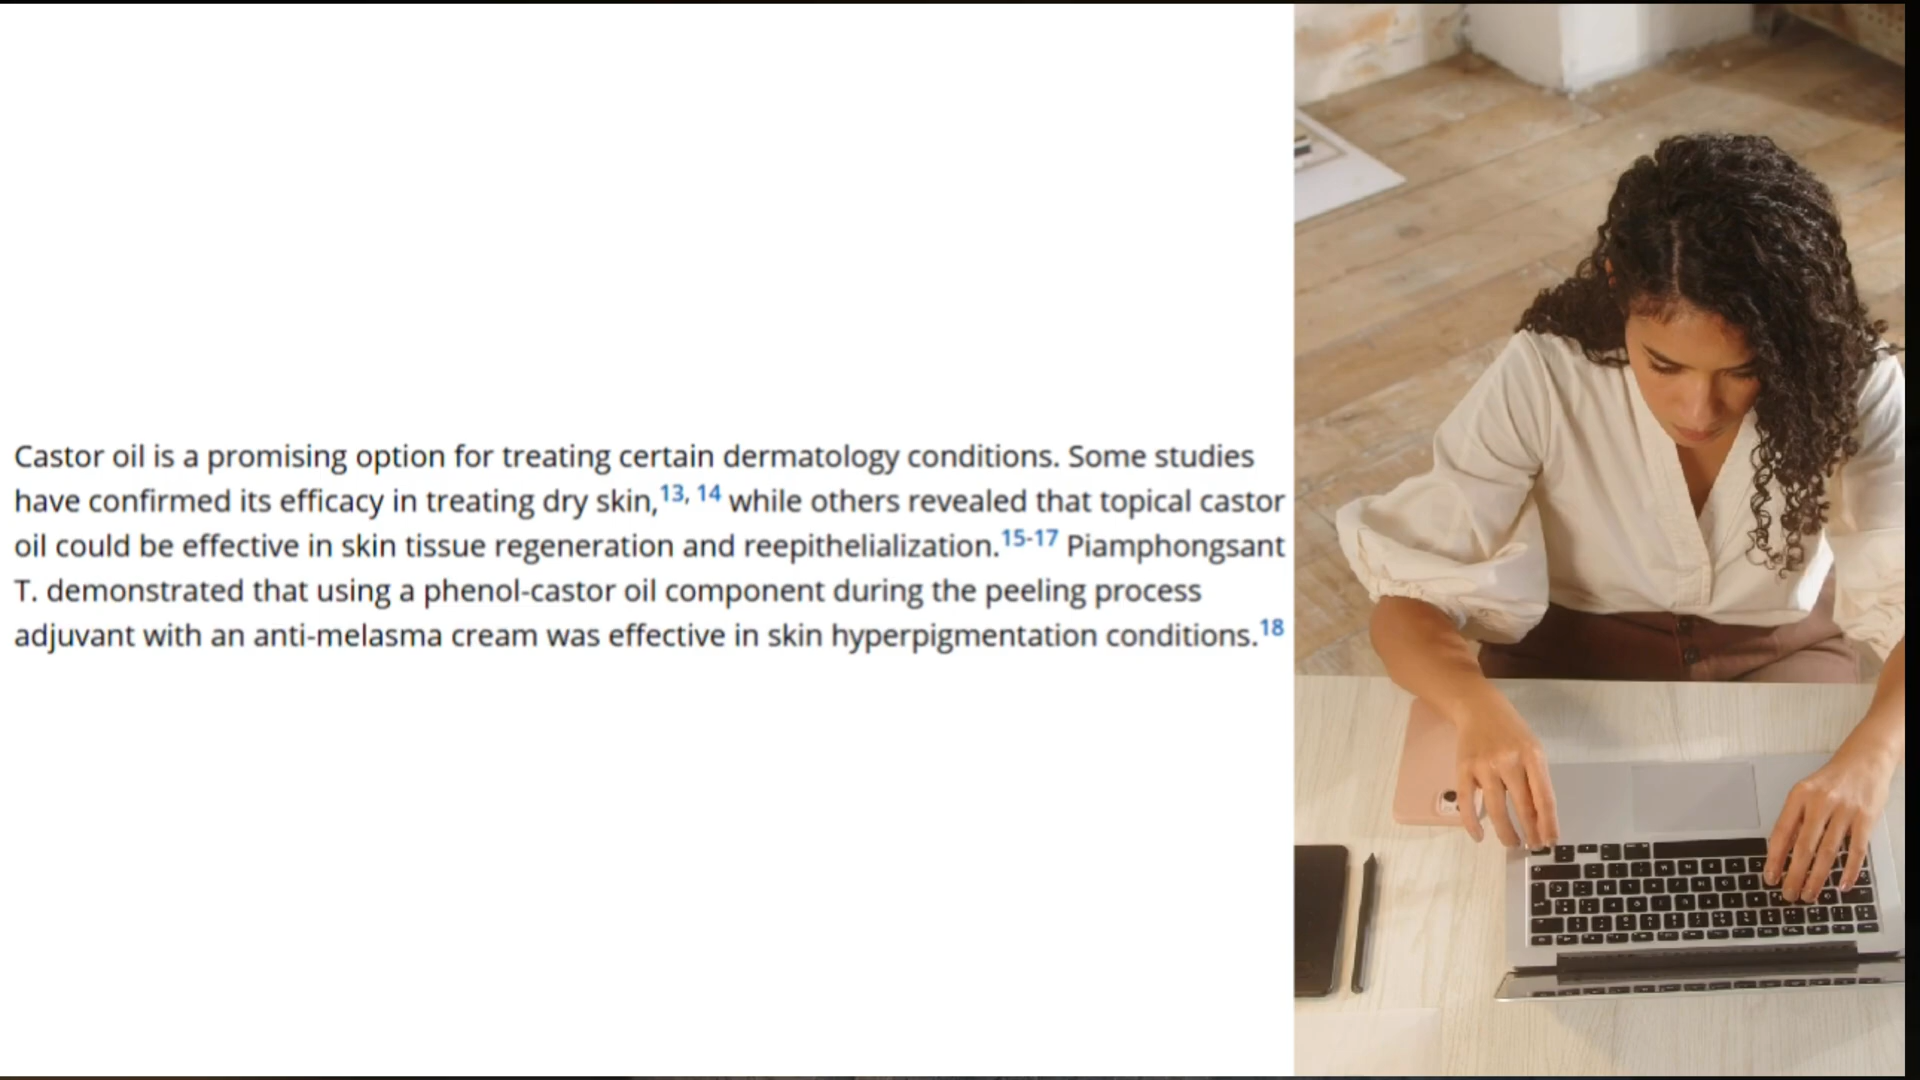 Castor oil is a promising option for treating certain dermatology conditions. Some studies
have confirmed its efficacy in treating dry skin,13, 14 while others revealed that topical castor
oil could be effective in skin tissue regeneration and reepithelialization.15-17 Piamphongsant
T. demonstrated that using a phenol-castor oil component during the peeling process
adjuvant with an anti-melasma cream was effective in skin hyperpigmentation conditions.18